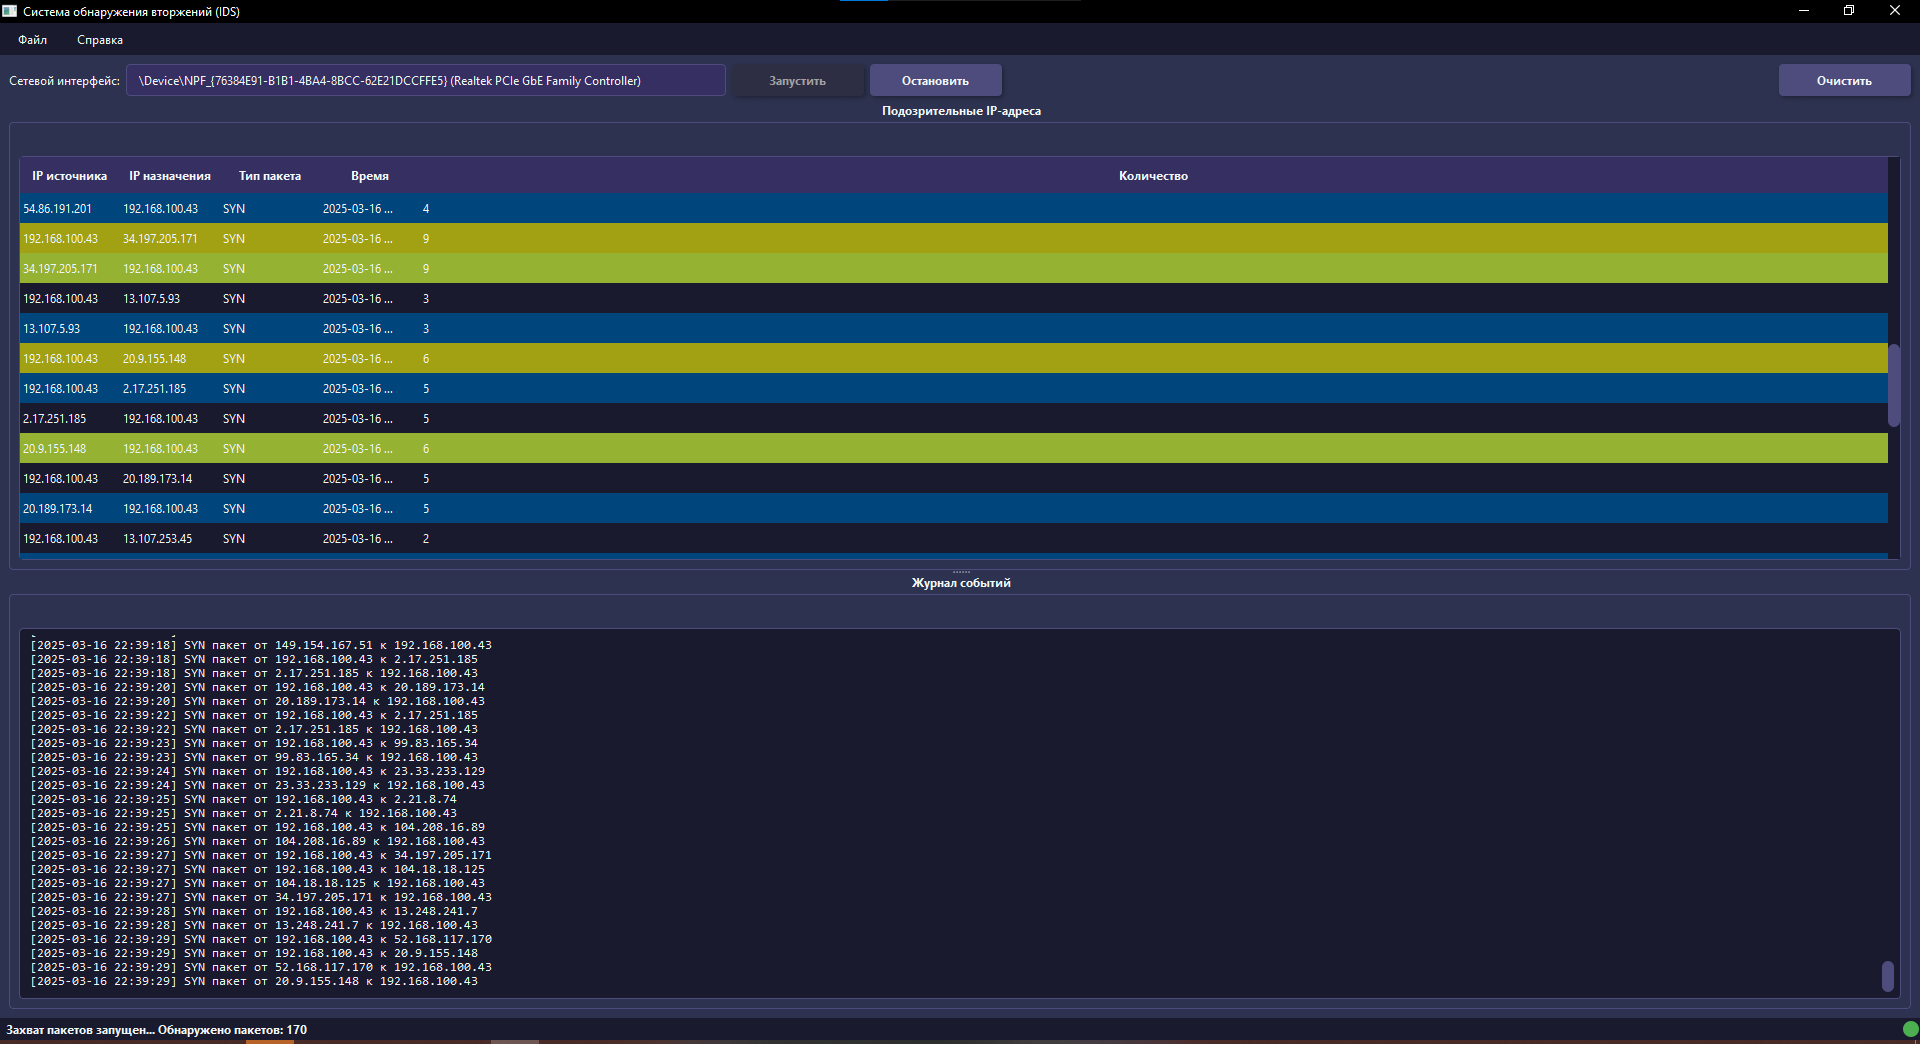 Система обнаружения вторжений (IDS)
Файл Справка
Сетевой интерфейс: \Device\NPF_{76384E91-B1B1-4BA4-8BCC-62E21DCCFFE5} (Realtek PCIe GbE Family Controller) Запустить Остановить Очистить
Подозрительные IP-адреса
IP источника IP назначения Тип пакета Время Количество
54.86.191.201 192.168.100.43 SYN 2025-03-16 ... 4
192.168.100.43 34.197.205.171 SYN 2025-03-16 ... 9
34.197.205.171 192.168.100.43 SYN 2025-03-16 ... 9
192.168.100.43 13.107.5.93 SYN 2025-03-16 ... 3
13.107.5.93 192.168.100.43 SYN 2025-03-16 ... 3
192.168.100.43 20.9.155.148 SYN 2025-03-16 ... 6
192.168.100.43 2.17.251.185 SYN 2025-03-16 ... 5
2.17.251.185 192.168.100.43 SYN 2025-03-16 ... 5
20.9.155.148 192.168.100.43 SYN 2025-03-16 ... 6
192.168.100.43 20.189.173.14 SYN 2025-03-16 ... 5
20.189.173.14 192.168.100.43 SYN 2025-03-16 ... 5
192.168.100.43 13.107.253.45 SYN 2025-03-16 ... 2
Журнал событий
[2025-03-16 22:39:18] SYN пакет от 149.154.167.51 к 192.168.100.43
[2025-03-16 22:39:18] SYN пакет от 192.168.100.43 к 2.17.251.185
[2025-03-16 22:39:18] SYN пакет от 2.17.251.185 к 192.168.100.43
[2025-03-16 22:39:20] SYN пакет от 192.168.100.43 к 20.189.173.14
[2025-03-16 22:39:20] SYN пакет от 20.189.173.14 к 192.168.100.43
[2025-03-16 22:39:22] SYN пакет от 192.168.100.43 к 2.17.251.185
[2025-03-16 22:39:22] SYN пакет от 2.17.251.185 к 192.168.100.43
[2025-03-16 22:39:23] SYN пакет от 192.168.100.43 к 99.83.165.34
[2025-03-16 22:39:23] SYN пакет от 99.83.165.34 к 192.168.100.43
[2025-03-16 22:39:24] SYN пакет от 192.168.100.43 к 23.33.233.129
[2025-03-16 22:39:24] SYN пакет от 23.33.233.129 к 192.168.100.43
[2025-03-16 22:39:25] SYN пакет от 192.168.100.43 к 2.21.8.74
[2025-03-16 22:39:25] SYN пакет от 2.21.8.74 к 192.168.100.43
[2025-03-16 22:39:25] SYN пакет от 192.168.100.43 к 104.208.16.89
[2025-03-16 22:39:26] SYN пакет от 104.208.16.89 к 192.168.100.43
[2025-03-16 22:39:27] SYN пакет от 192.168.100.43 к 34.197.205.171
[2025-03-16 22:39:27] SYN пакет от 192.168.100.43 к 104.18.18.125
[2025-03-16 22:39:27] SYN пакет от 104.18.18.125 к 192.168.100.43
[2025-03-16 22:39:27] SYN пакет от 34.197.205.171 к 192.168.100.43
[2025-03-16 22:39:28] SYN пакет от 192.168.100.43 к 13.248.241.7
[2025-03-16 22:39:28] SYN пакет от 13.248.241.7 к 192.168.100.43
[2025-03-16 22:39:29] SYN пакет от 192.168.100.43 к 52.168.117.170
[2025-03-16 22:39:29] SYN пакет от 192.168.100.43 к 20.9.155.148
[2025-03-16 22:39:29] SYN пакет от 52.168.117.170 к 192.168.100.43
[2025-03-16 22:39:29] SYN пакет от 20.9.155.148 к 192.168.100.43
Захват пакетов запущен... Обнаружено пакетов: 170